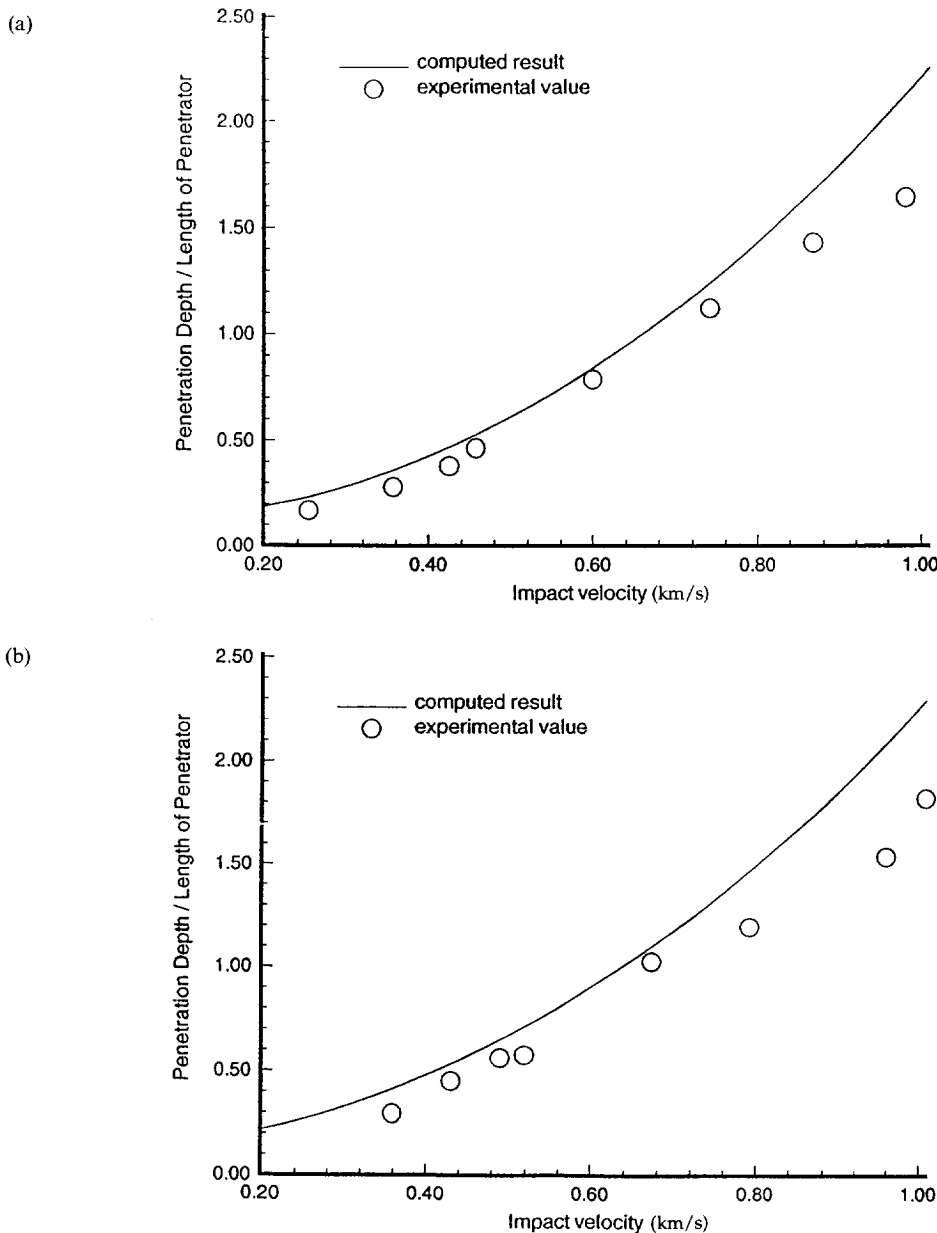 (a)
2.50
computed result
experimental value
2.00
1.50
1.00
0.50
0.00
Penetration Depth / Length of Penetrator
0.20 0.40 0.60 0.80 1.00
Impact velocity (km/s)
(b)
2.50
computed result
experimental value
2.00
1.50
1.00
0.50
0.00
Penetration Depth / Length of Penetrator
0.20 0.40 0.60 0.80 1.00
Impact velocity (km/s)